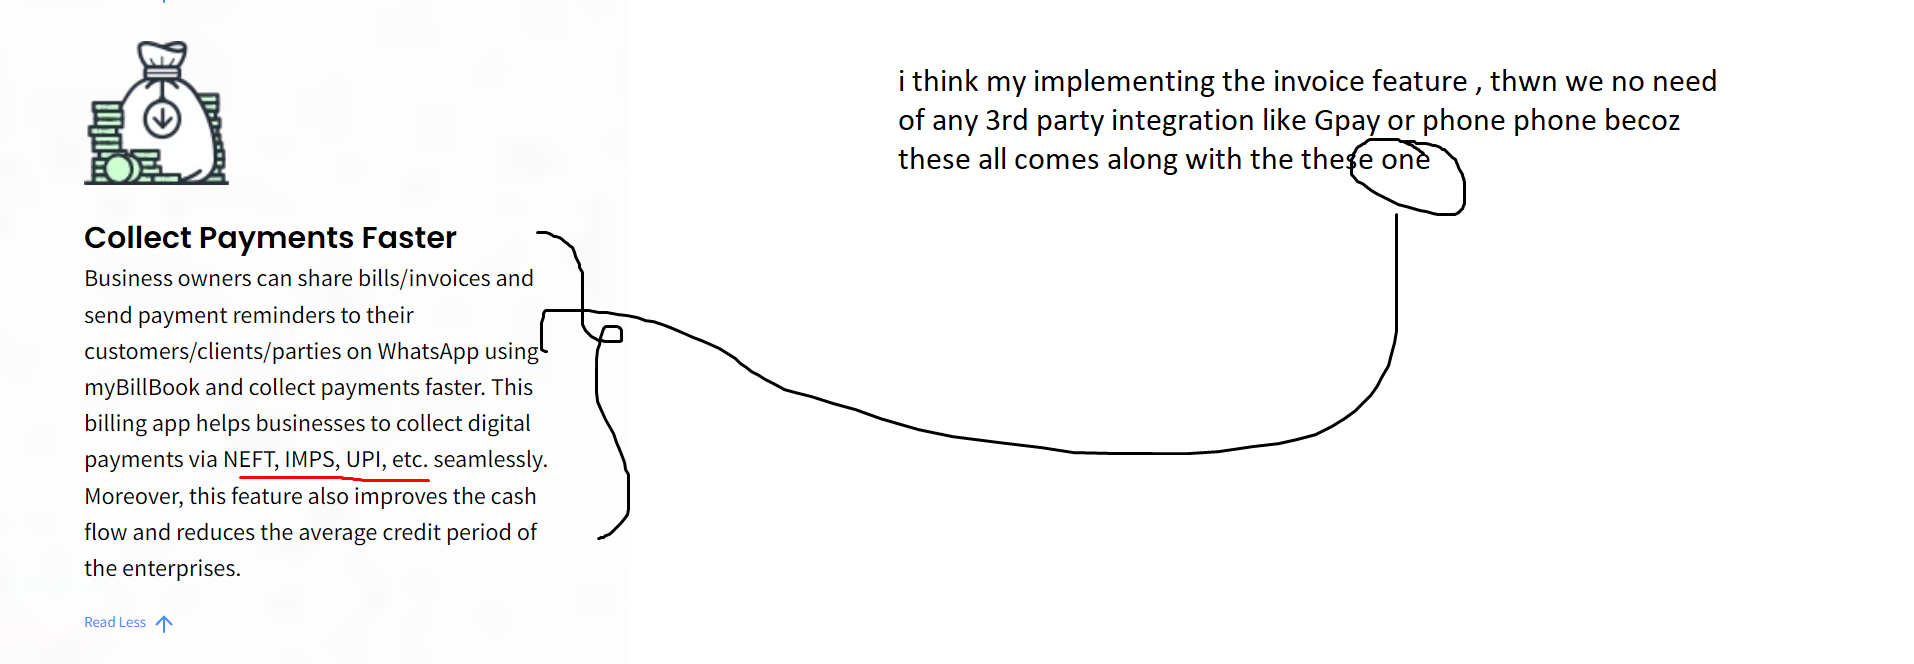 i think my implementing the invoice feature , thwn we no need
of any 3rd party integration like Gpay or phone phone becoz
these all comes along with the these one
Collect Payments Faster
Business owners can share bills/invoices and
send payment reminders to their
customers/clients/parties on WhatsApp using
myBillBook and collect payments faster. This
billing app helps businesses to collect digital
payments via NEFT, IMPS, UPI, etc. seamlessly.
Moreover, this feature also improves the cash
flow and reduces the average credit period of
the enterprises.
Read Less